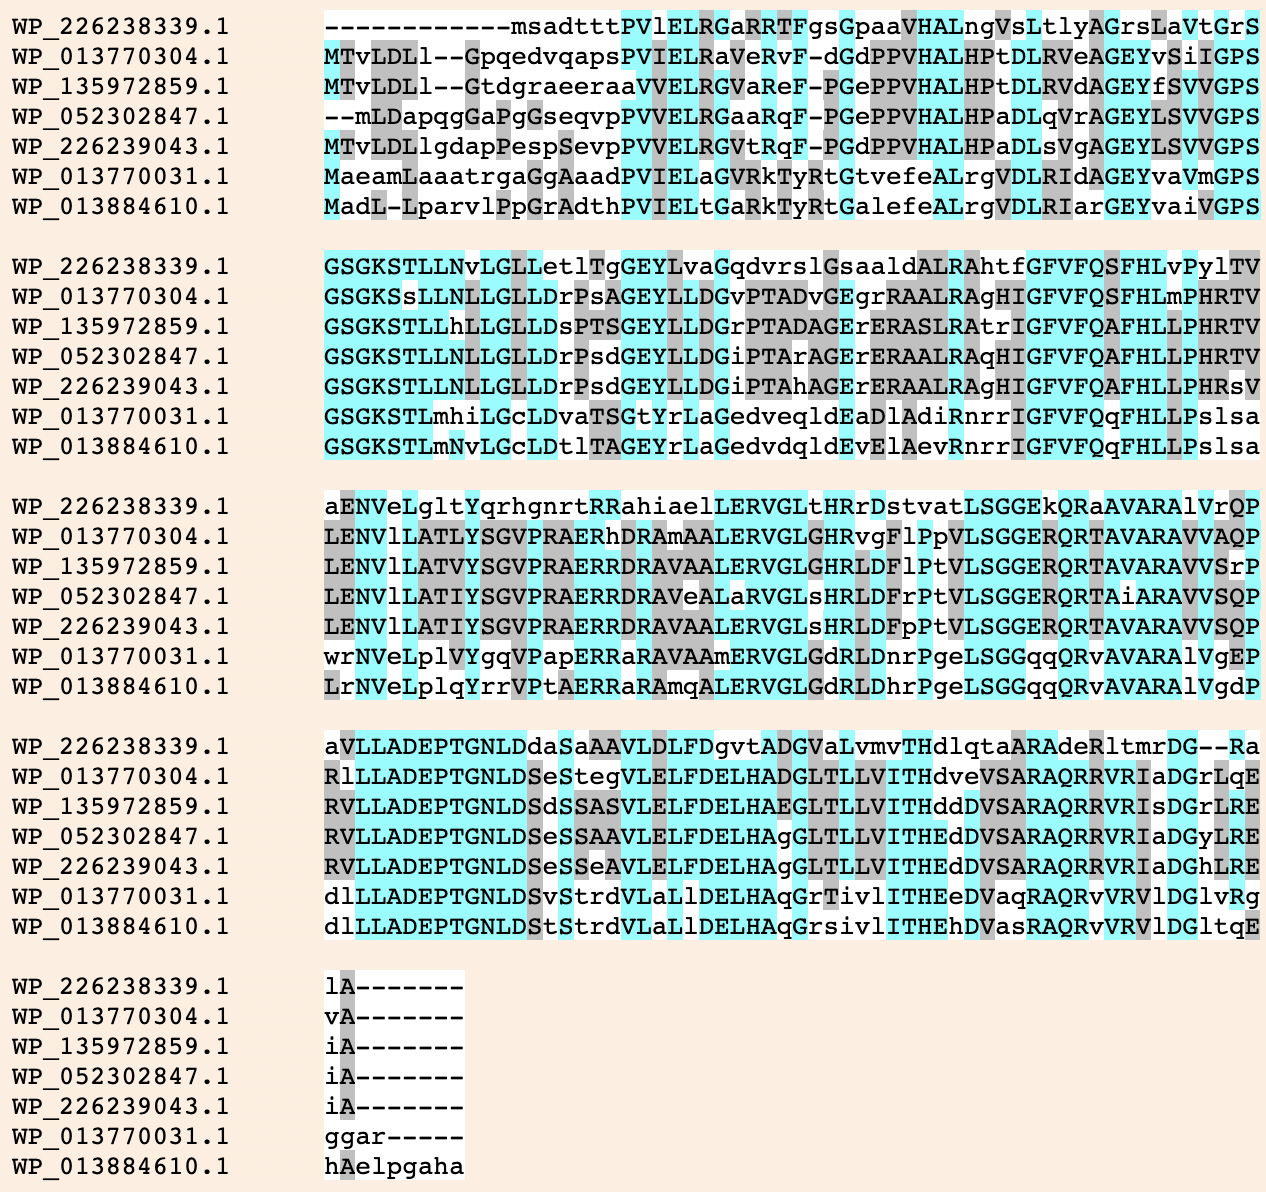 WP_226238339.1 ------------msadtttPVlELRGaRRTFgsGpaaVHALngVsLtlyAGrsLaVtGrS
WP_013770304.1 MTvLDLl--GpqedvqapsPVIELRaVeRvF-dGdPPVHALHPtDLRVeAGEYvSiIGPS
WP_135972859.1 MTvLDLl--GtdgraeeraaVVELRGVaReF-PGePPVHALHPtDLRVdAGEYfSVVGPS
WP_052302847.1 --mLDapqgGaPgGseqvpPVVELRGaaRqF-PGePPVHALHPaDLqVrAGEYLSVVGPS
WP_226239043.1 MTvLDLlgdapPespSevpPVVELRGVtRqF-PGdPPVHALHPaDLsVgAGEYLSVVGPS
WP_013770031.1 MaeamLaaatrgaGgAaadPVIELaGVRkTyRtGtvefeALrgVDLRIdAGEYvaVmGPS
WP_013884610.1 MadL-LparvlPpGrAdthPVIELtGaRkTyRtGalefeALrgVDLRIarGEYvaiVGPS
WP_226238339.1 GSGKSTLLNvLGLLetlTgGEYLvaGqdvrslGsaaldALRAhtfGFVFQSFHLvPylTV
WP_013770304.1 GSGKSsLLNLLGLLDrPsAGEYLLDGvPTADvGEgrRAALRAgHIGFVFQSFHLmPHRTV
WP_135972859.1 GSGKSTLLhLLGLLDsPTSGEYLLDGrPTADAGErERASLRAtrIGFVFQAFHLLPHRTV
WP_052302847.1 GSGKSTLLNLLGLLDrPsdGEYLLDGiPTArAGErERAALRAqHIGFVFQAFHLLPHRTV
WP_226239043.1 GSGKSTLLNLLGLLDrPsdGEYLLDGiPTAhAGErERAALRAgHIGFVFQAFHLLPHRsV
WP_013770031.1 GSGKSTLmhiLGcLDvaTSGtYrLaGedveqldEaDlAdiRnrrIGFVFQqFHLLPslsa
WP_013884610.1 GSGKSTLmNvLGcLDtlTAGEYrLaGedvdqldEvElAevRnrrIGFVFQqFHLLPslsa
WP_226238339.1 aENVeLgltYqrhgnrtRRahiaelLERVGLtHRrDstvatLSGGEkQRaAVARAlVrQP
WP_013770304.1 LENVlLATLYSGVPRAERhDRAmAALERVGLGHRvgFlPpVLSGGERQRTAVARAVVAQP
WP_135972859.1 LENVlLATVYSGVPRAERRDRAVAALERVGLGHRLDFlPtVLSGGERQRTAVARAVVSrP
WP_052302847.1 LENVlLATIYSGVPRAERRDRAVeALaRVGLsHRLDFrPtVLSGGERQRTAiARAVVSQP
WP_226239043.1 LENVlLATIYSGVPRAERRDRAVAALERVGLsHRLDFpPtVLSGGERQRTAVARAVVSQP
WP_013770031.1 wrNVeLplVYgqVPapERRaRAVAAmERVGLGdRLDnrPgeLSGGqqQRvAVARAlVgEP
WP_013884610.1 LrNVeLplqYrrVPtAERRaRAmqALERVGLGdRLDhrPgeLSGGqqQRvAVARAlVgdP
WP_226238339.1 aVLLADEPTGNLDdaSaAAVLDLFDgvtADGVaLvmvTHdlqtaARAdeRltmrDG--Ra
WP_013770304.1 RlLLADEPTGNLDSeStegVLELFDELHADGLTLLVITHdveVSARAQRRVRIaDGrLqE
WP_135972859.1 RVLLADEPTGNLDSdSSASVLELFDELHAEGLTLLVITHddDVSARAQRRVRIsDGrLRE
WP_052302847.1 RVLLADEPTGNLDSeSSAAVLELFDELHAgGLTLLVITHEdDVSARAQRRVRIaDGyLRE
WP_226239043.1 RVLLADEPTGNLDSeSSeAVLELFDELHAgGLTLLVITHEdDVSARAQRRVRIaDGhLRE
WP_013770031.1 dlLLADEPTGNLDSvStrdVLaLlDELHAqGrTivlITHEeDVaqRAQRvVRVlDGlvRg
WP_013884610.1 dlLLADEPTGNLDStStrdVLaLlDELHAqGrsivlITHEhDVasRAQRvVRVlDGltqE
WP_226238339.1 lA-------
WP_013770304.1 vA-------
WP_135972859.1 iA-------
WP_052302847.1 iA-------
WP_226239043.1 iA-------
WP_013770031.1 ggar-----
WP_013884610.1 hAelpgaha